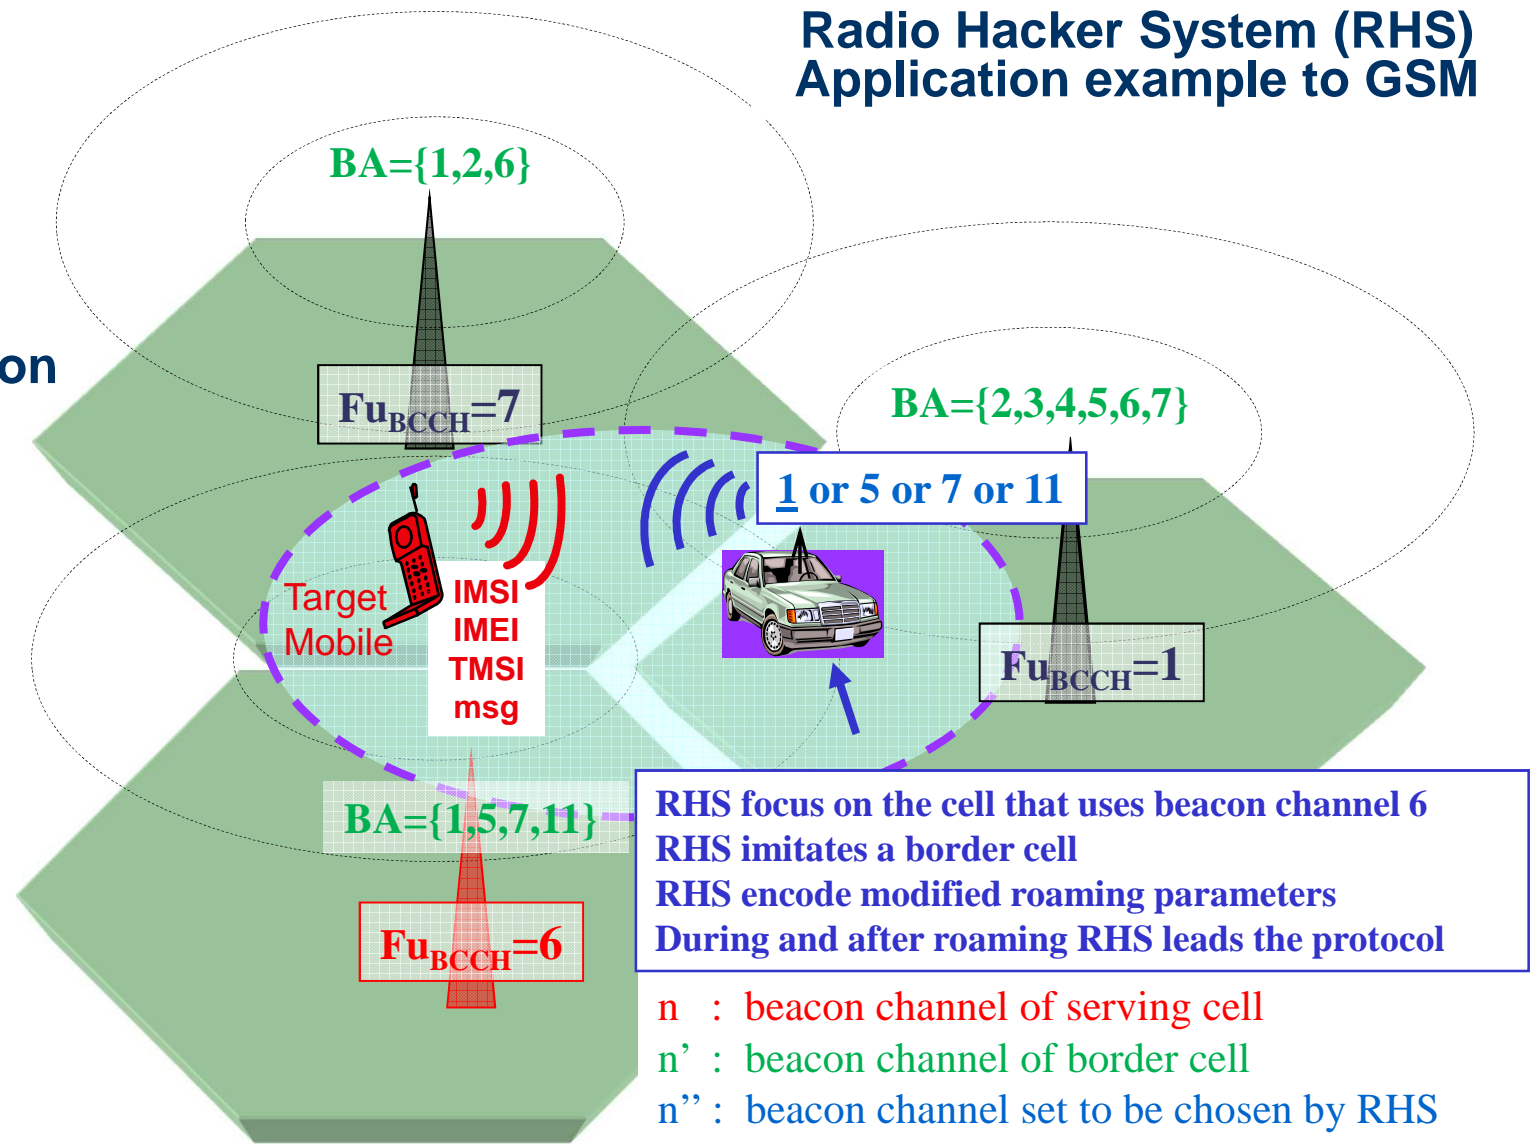 Radio Hacker System (RHS)
Application example to GSM
BA={1,2,6}
on
Fu_BCCH=7
BA={2,3,4,5,6,7}
1 or 5 or 7 or 11
Target
Mobile
IMSI
IMEI
TMSI
msg
Fu_BCCH=1
BA={1,5,7,11}
Fu_BCCH=6
RHS focus on the cell that uses beacon channel 6
RHS imitates a border cell
RHS encode modified roaming parameters
During and after roaming RHS leads the protocol
n : beacon channel of serving cell
n’ : beacon channel of border cell
n’’ : beacon channel set to be chosen by RHS